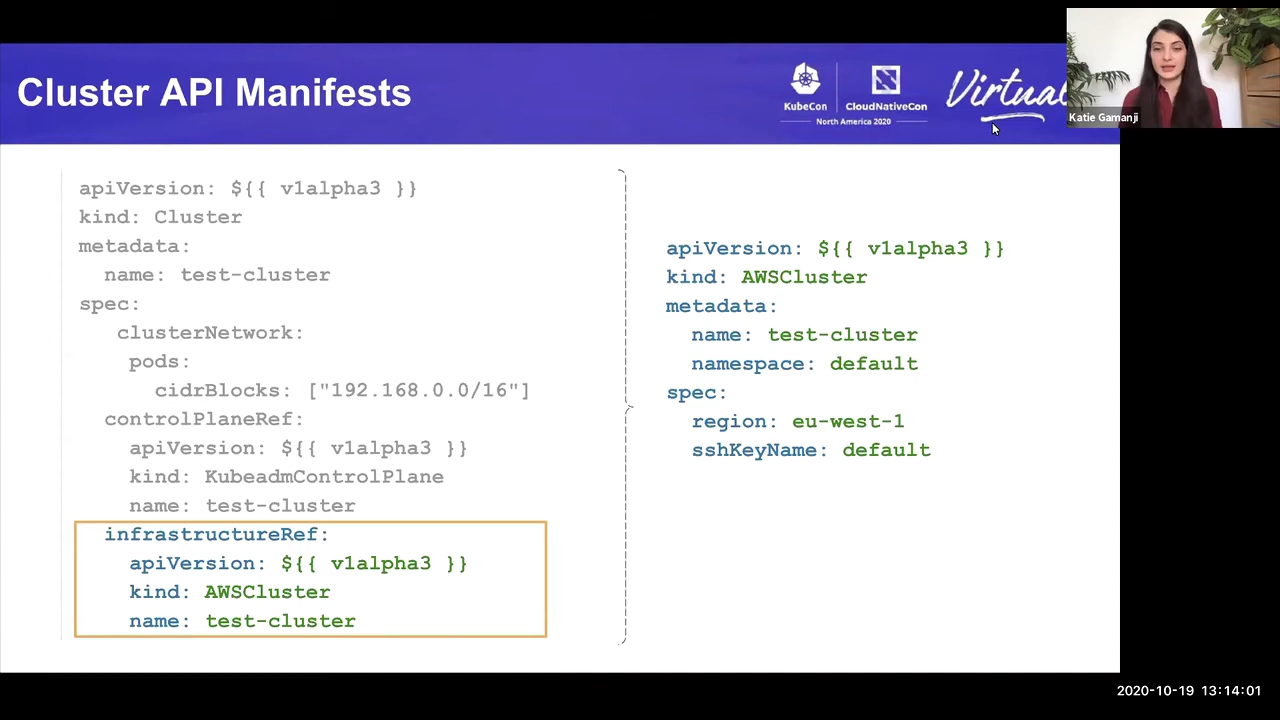 Cluster API Manifests
KubeCon
CloudNativeCon
North America 2020
Virtual
Katie Gamanji
apiVersion: ${{ v1alpha3 }}
kind: Cluster
metadata:
name: test-cluster
spec:
clusterNetwork:
pods:
cidrBlocks: ["192.168.0.0/16"]
controlPlaneRef:
apiVersion: ${{ v1alpha3 }}
kind: KubeadmControlPlane
name: test-cluster
infrastructureRef:
apiVersion: ${{ v1alpha3 }}
kind: AWSCluster
name: test-cluster
apiVersion: ${{ v1alpha3 }}
kind: AWSCluster
metadata:
name: test-cluster
namespace: default
spec:
region: eu-west-1
sshKeyName: default
2020-10-19 13:14:01